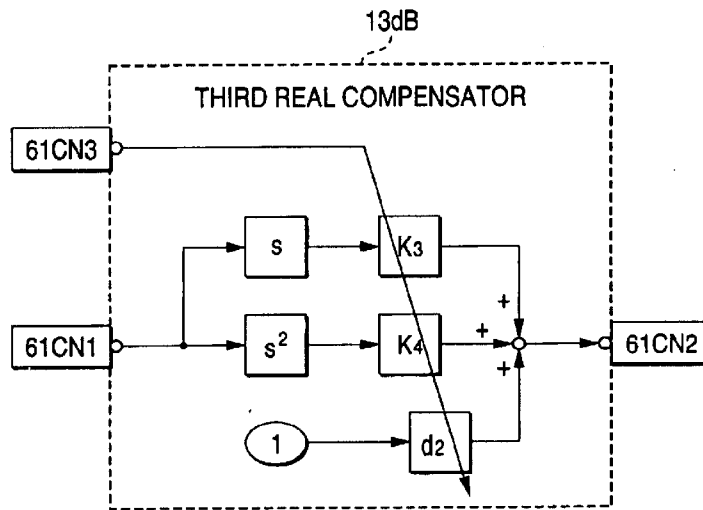 13dB
THIRD REAL COMPENSATOR
61CN3
s
K3
+
61CN1
s²
K4
+
61CN2
+
1
d2